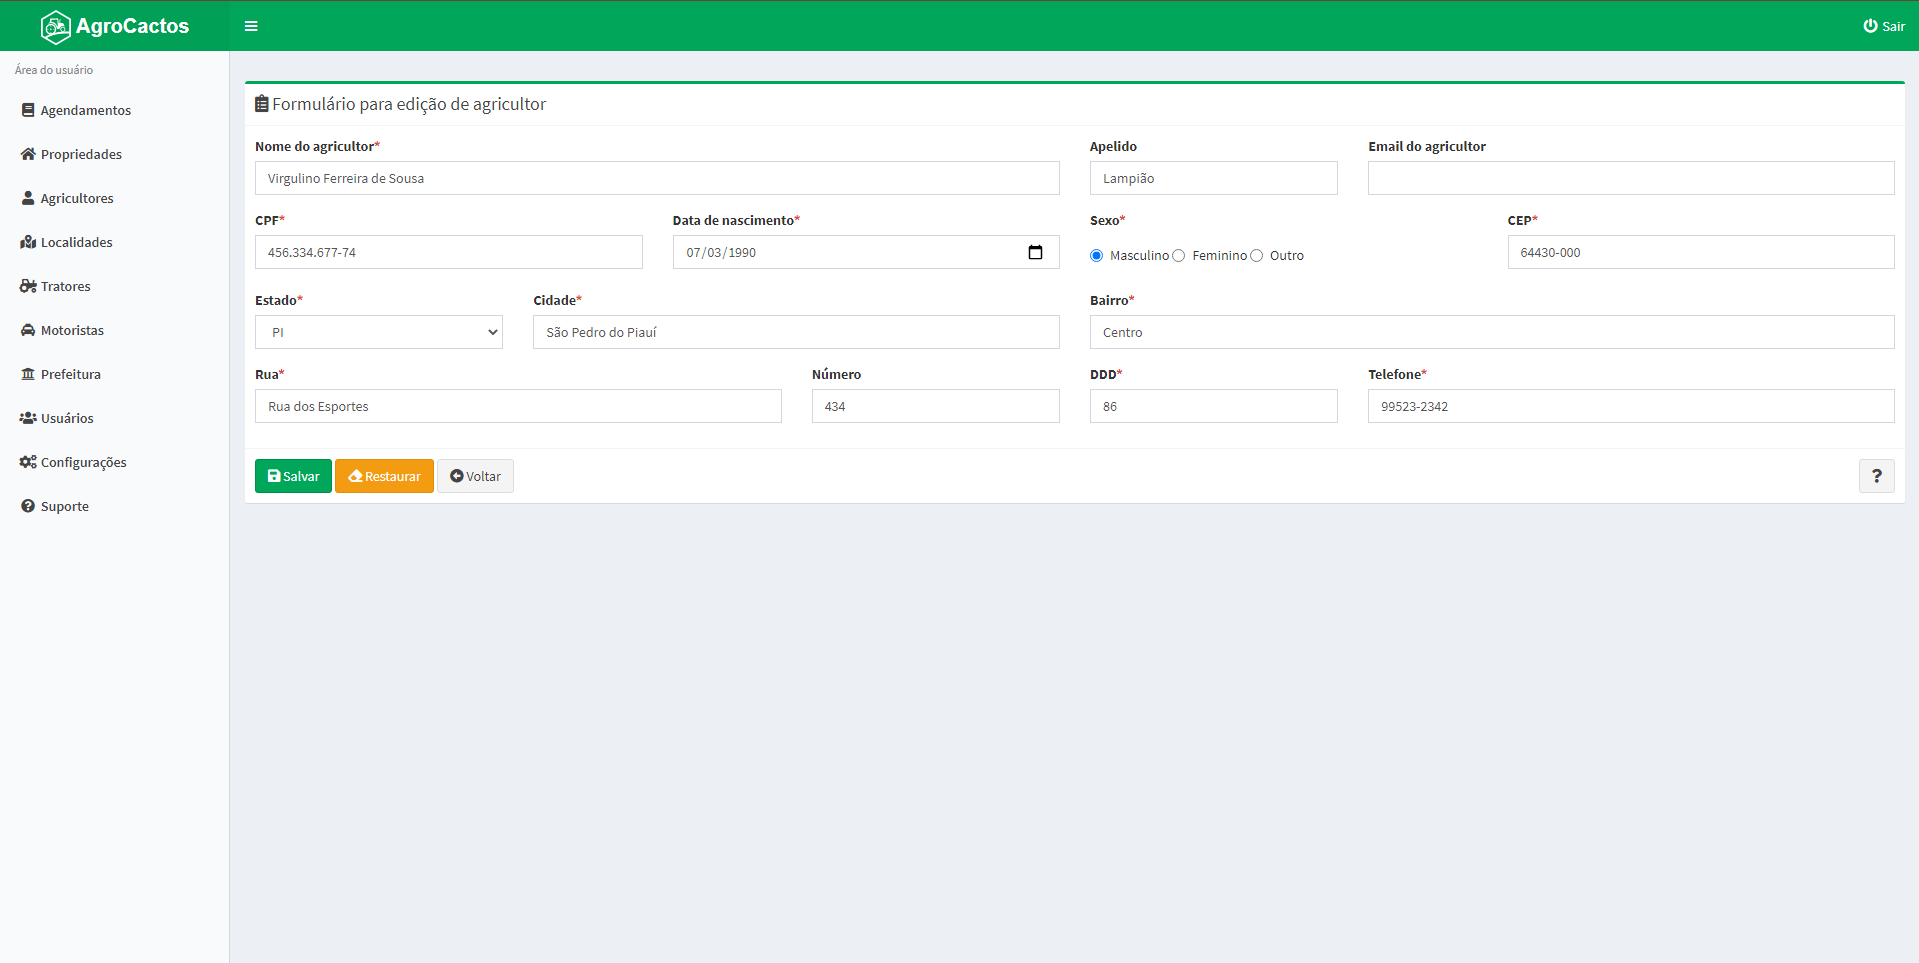 AgroCactos
Sair
Área do usuário
Agendamentos
Propriedades
Agricultores
Localidades
Tratores
Motoristas
Prefeitura
Usuários
Configurações
Suporte
Formulário para edição de agricultor
Nome do agricultor* Apelido Email do agricultor
Virgulino Ferreira de Sousa Lampião
CPF* Data de nascimento* Sexo* CEP*
456.334.677-74 07/03/1990 Masculino Feminino Outro 64430-000
Estado* Cidade* Bairro*
PI São Pedro do Piauí Centro
Rua* Número DDD* Telefone*
Rua dos Esportes 434 86 99523-2342
Salvar Restaurar Voltar ?